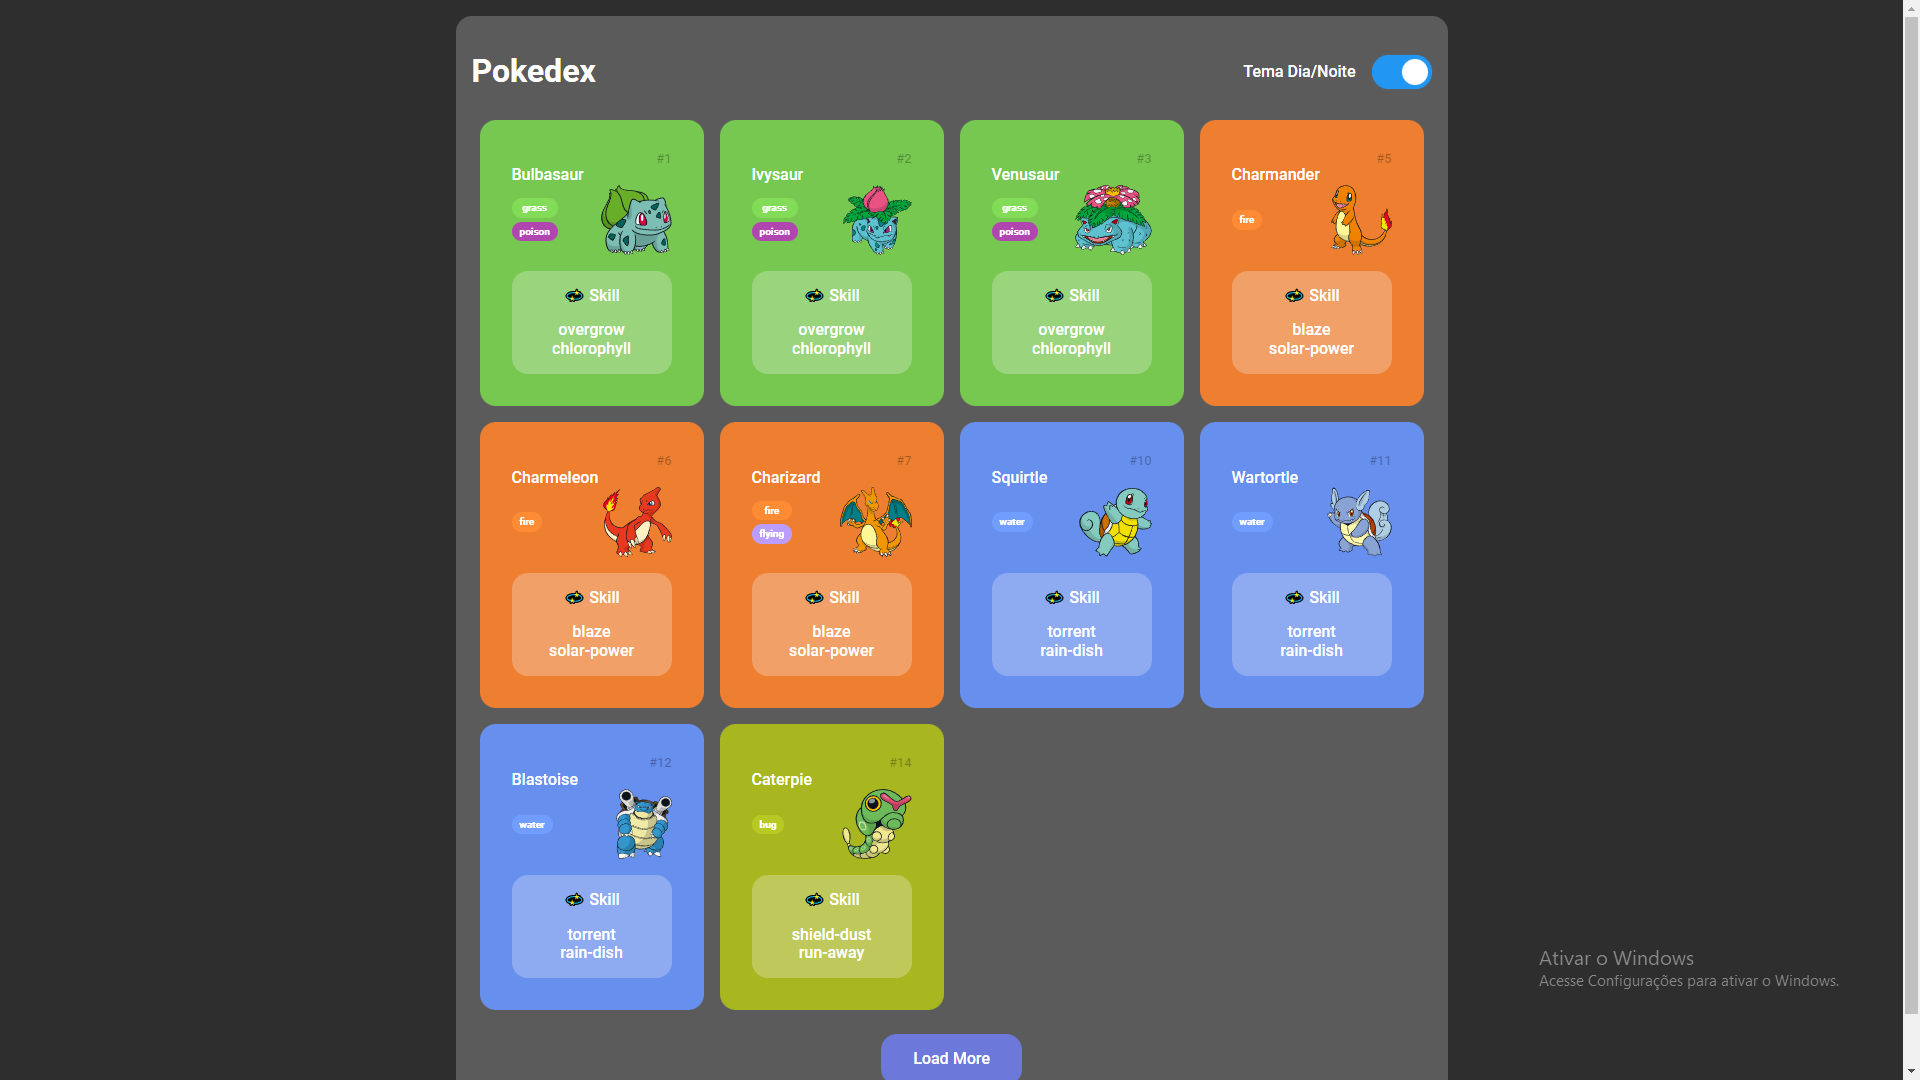 Pokedex
Tema Dia/Noite
#1
Bulbasaur
grass
poison
Skill
overgrow
chlorophyll
#2
Ivysaur
grass
poison
Skill
overgrow
chlorophyll
#3
Venusaur
grass
poison
Skill
overgrow
chlorophyll
#5
Charmander
fire
Skill
blaze
solar-power
#6
Charmeleon
fire
Skill
blaze
solar-power
#7
Charizard
fire
flying
Skill
blaze
solar-power
#10
Squirtle
water
Skill
torrent
rain-dish
#11
Wartortle
water
Skill
torrent
rain-dish
#12
Blastoise
water
Skill
torrent
rain-dish
#14
Caterpie
bug
Skill
shield-dust
run-away
Load More
Ativar o Windows
Acesse Configurações para ativar o Windows.